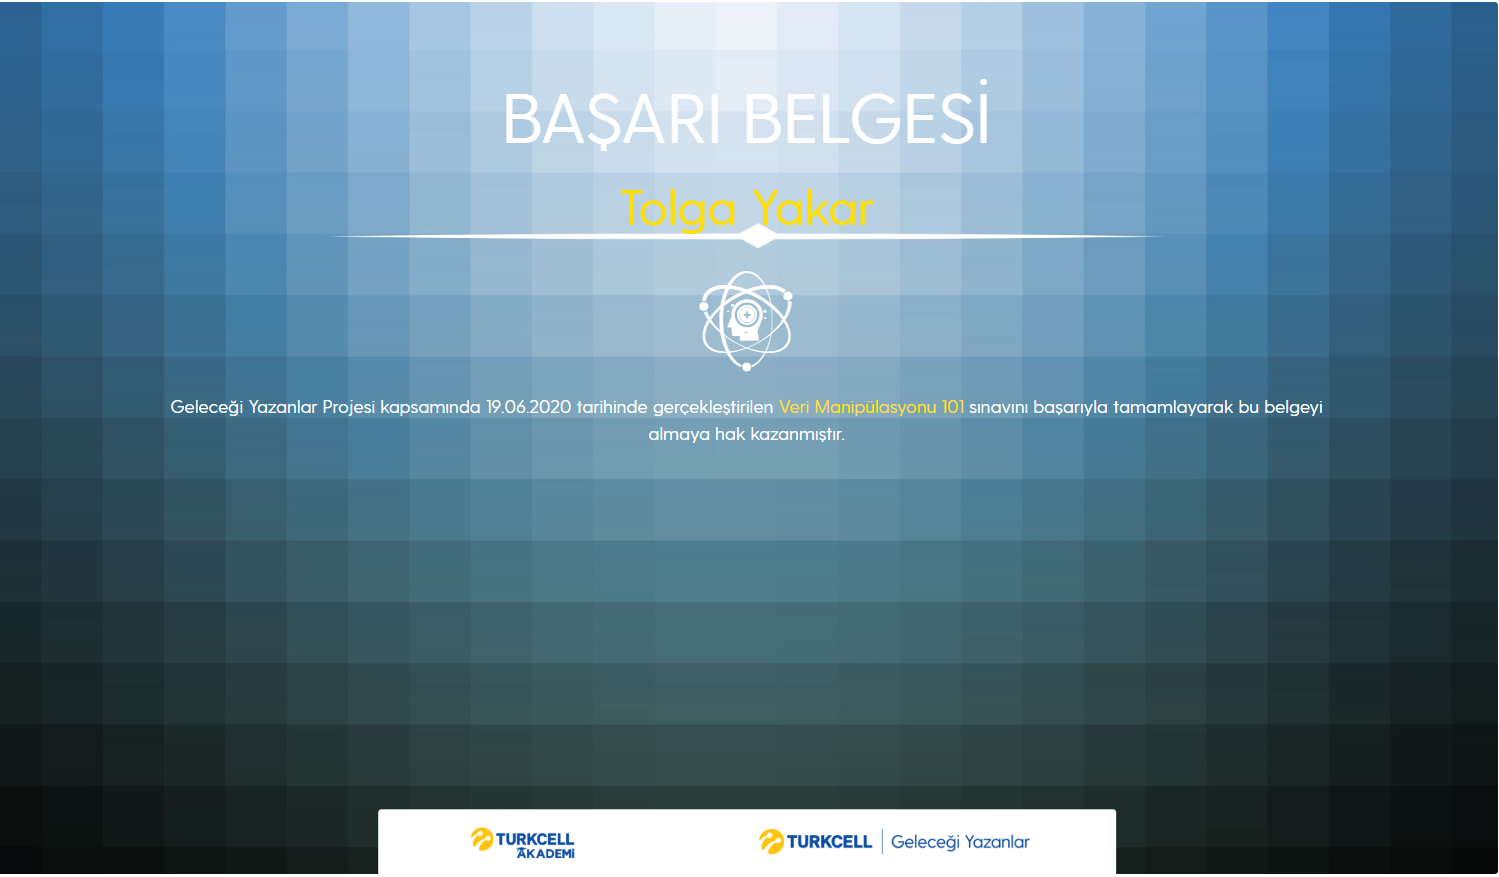 BAŞARI BELGESİ
Tolga Yakar
Geleceği Yazanlar Projesi kapsamında 19.06.2020 tarihinde gerçekleştirilen Veri Manipülasyonu 101 sınavını başarıyla tamamlayarak bu belgeyi
almaya hak kazanmıştır.
TURKCELL
AKADEMİ
TURKCELL Geleceği Yazanlar